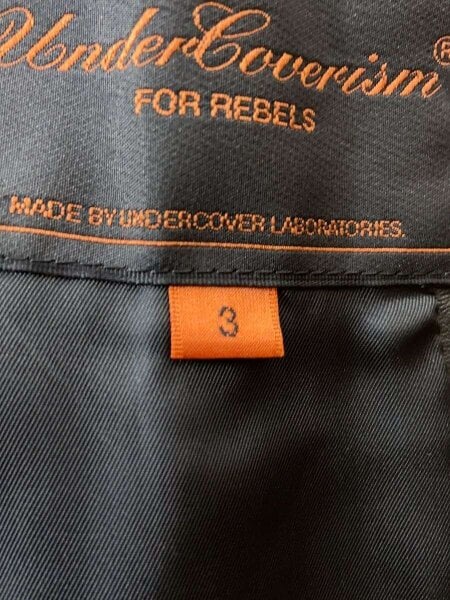 UnderCoverism ®
FOR REBELS
MADE BY UNDERCOVER LABORATORIES.
3